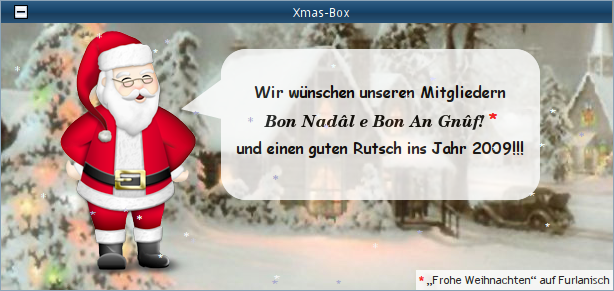 Xmas-Box
Wir wünschen unseren Mitgliedern
Bon Nadâl e Bon An Gnûf! *
und einen guten Rutsch ins Jahr 2009!!!
* „Frohe Weihnachten“ auf Furlanisch